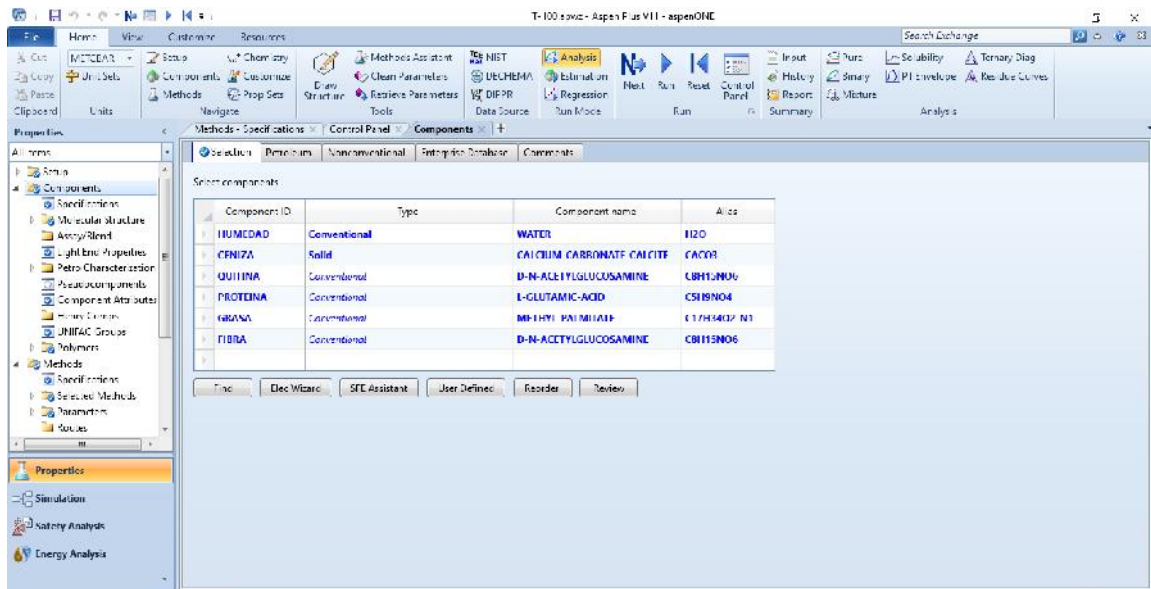 T-100.apwz - Aspen Plus V11 - aspenONE
File Home View Customize Resources Search Exchange
Cut METCBAR Setup Chemistry Methods Assistant NIST Analysis Input Pure Solubility Ternary Diag
Copy Unit Sets Components Customize Clean Parameters DECHEMA Estimation History Binary PT Envelope Residue Curves
Paste Methods Prop Sets Draw Structure Retrieve Parameters DIPPR Regression Next Run Reset Control Panel Report Mixture
Clipboard Units Navigate Tools Data Source Run Mode Run Summary Analysis
Properties Methods - Specifications Control Panel Components +
All Items Selection Petroleum Nonconventional Enterprise Database Comments
Setup
Components
Specifications
Molecular Structure
Assay/Blend
Light End Properties
Petro Characterization
Pseudocomponents
Component Attributes
Henry Comps
UNIFAC Groups
Polymers
Methods
Specifications
Selected Methods
Parameters
Routes
Select components
Component ID Type Component name Alias
HUMEDAD Conventional WATER H2O
CENIZA Solid CALCIUM-CARBONATE-CALCITE CACO3
QUITINA Conventional D-N-ACETYLGLUCOSAMINE C8H15NO6
PROTEINA Conventional L-GLUTAMIC-ACID C5H9NO4
GRASA Conventional METHYL-PALMITATE C17H34O2-N1
FIBRA Conventional D-N-ACETYLGLUCOSAMINE C8H15NO6
Find Elec Wizard SFE Assistant User Defined Reorder Review
Properties
Simulation
Safety Analysis
Energy Analysis